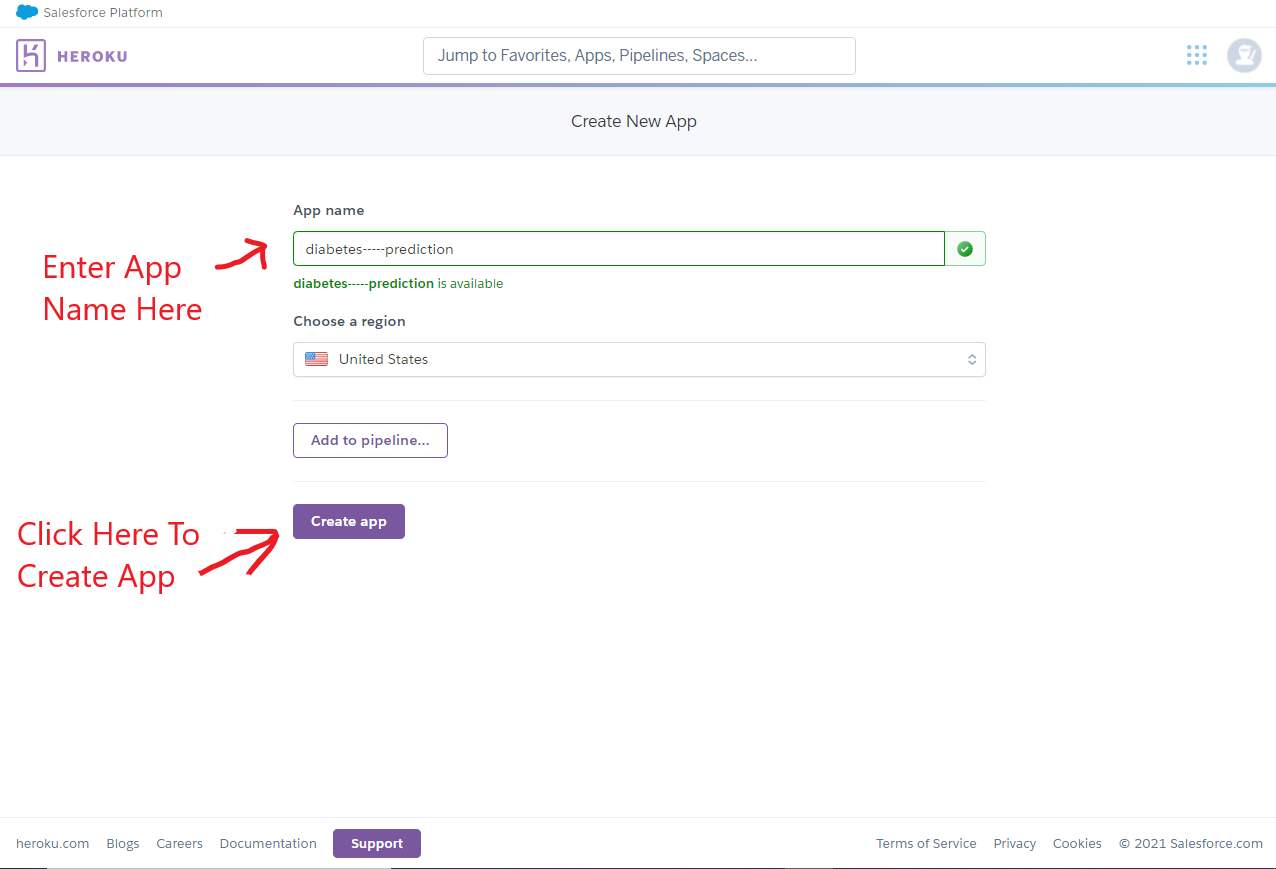 Salesforce Platform
HEROKU
Jump to Favorites, Apps, Pipelines, Spaces...
Create New App
App name
diabetes-----prediction
diabetes-----prediction is available
Enter App
Name Here
Choose a region
United States
Add to pipeline...
Create app
Click Here To
Create App
heroku.com Blogs Careers Documentation Support Terms of Service Privacy Cookies © 2021 Salesforce.com